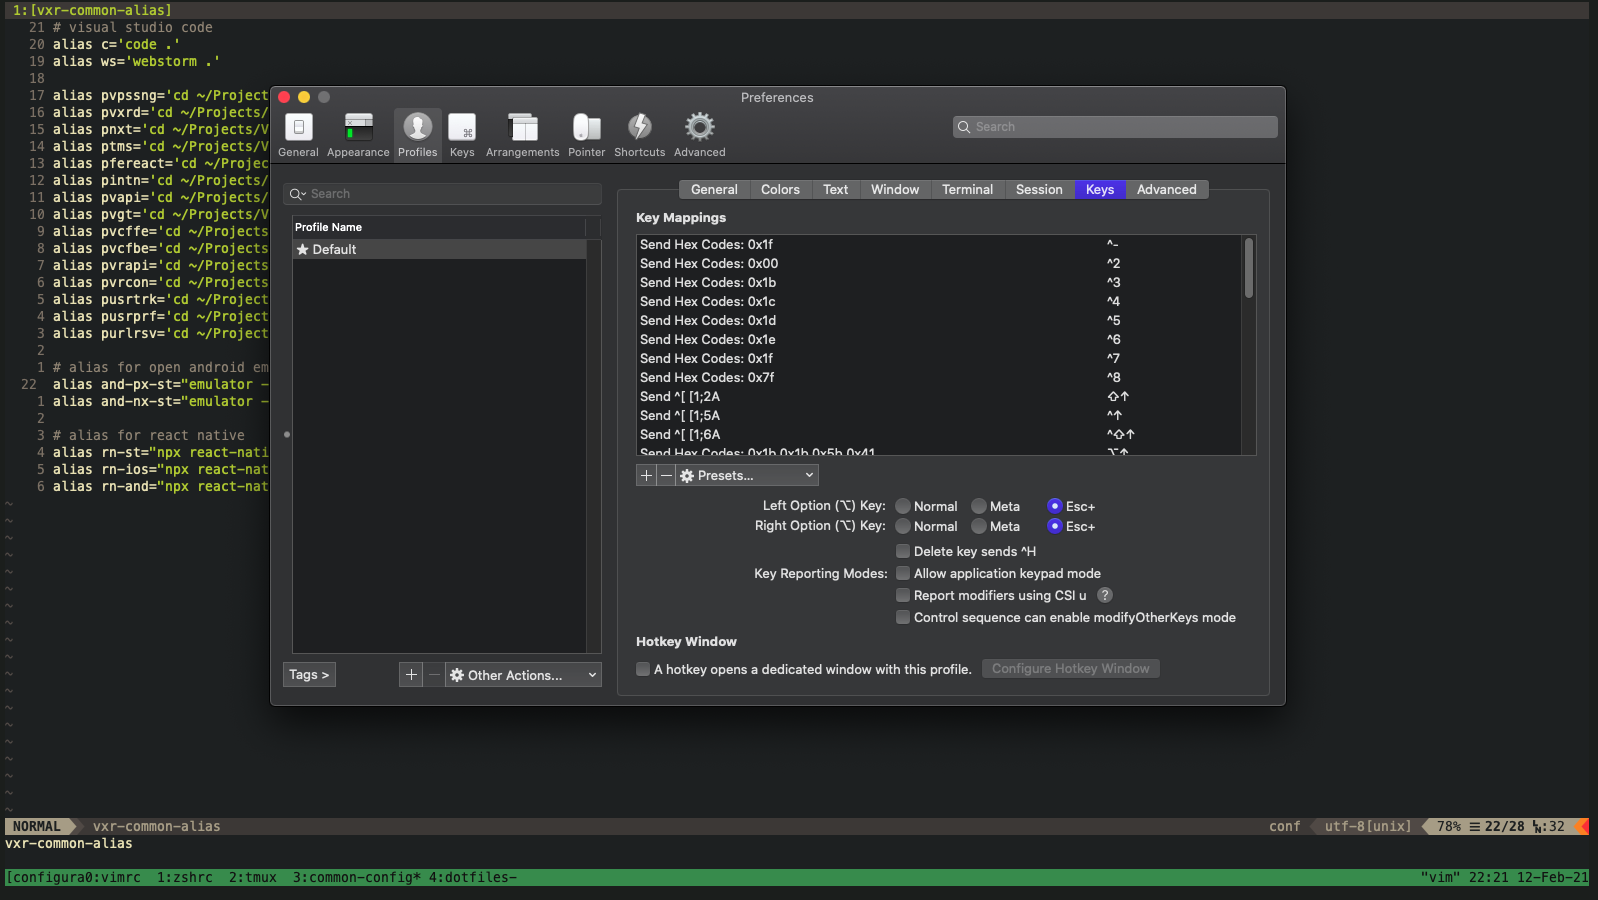 1:[vxr-common-alias]
21 # visual studio code
20 alias c='code .'
19 alias ws='webstorm .'
18
17 alias pvpssng='cd ~/Project
16 alias pvxrd='cd ~/Projects/
15 alias pnxt='cd ~/Projects/V
14 alias ptms='cd ~/Projects/V
13 alias pfereact='cd ~/Projec
12 alias pintn='cd ~/Projects/
11 alias pvapi='cd ~/Projects/
10 alias pvgt='cd ~/Projects/V
9 alias pvcffe='cd ~/Projects
8 alias pvcfbe='cd ~/Projects
7 alias pvrapi='cd ~/Projects
6 alias pvrcon='cd ~/Projects
5 alias pusrtrk='cd ~/Project
4 alias pusrprf='cd ~/Project
3 alias purlrsv='cd ~/Project
2
1 # alias for open android em
22 alias and-px-st="emulator -
1 alias and-nx-st="emulator -
2
3 # alias for react native
4 alias rn-st="npx react-nati
5 alias rn-ios="npx react-nat
6 alias rn-and="npx react-nat
Preferences
General Appearance Profiles Keys Arrangements Pointer Shortcuts Advanced
Search
Search
Profile Name
★ Default
Tags >
+ − Other Actions...
General Colors Text Window Terminal Session Keys Advanced
Key Mappings
Send Hex Codes: 0x1f ^-
Send Hex Codes: 0x00 ^2
Send Hex Codes: 0x1b ^3
Send Hex Codes: 0x1c ^4
Send Hex Codes: 0x1d ^5
Send Hex Codes: 0x1e ^6
Send Hex Codes: 0x1f ^7
Send Hex Codes: 0x7f ^8
Send ^[ [1;2A ⇧↑
Send ^[ [1;5A ^↑
Send ^[ [1;6A ^⇧↑
Send Hex Codes: 0x1b 0x1b 0x5b 0x41 ⌥↑
+ − Presets...
Left Option (⌥) Key: Normal Meta Esc+
Right Option (⌥) Key: Normal Meta Esc+
Delete key sends ^H
Key Reporting Modes: Allow application keypad mode
Report modifiers using CSI u ?
Control sequence can enable modifyOtherKeys mode
Hotkey Window
A hotkey opens a dedicated window with this profile. Configure Hotkey Window
NORMAL vxr-common-alias conf utf-8[unix] 78% ☰ 22/28 ㏑:32
vxr-common-alias
[configura0:vimrc 1:zshrc 2:tmux 3:common-config* 4:dotfiles- "vim" 22:21 12-Feb-21